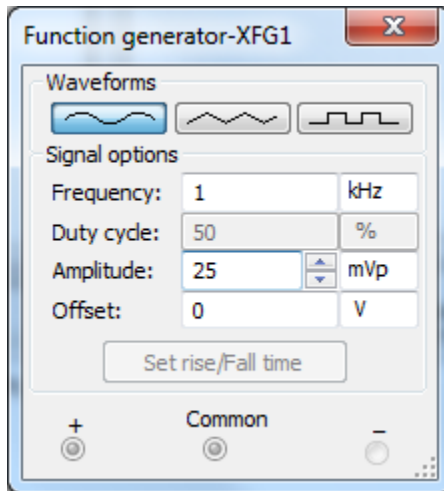 Function generator-XFG1
Waveforms
Signal options
Frequency: 1 kHz
Duty cycle: 50 %
Amplitude: 25 mVp
Offset: 0 V
Set rise/Fall time
+ Common −